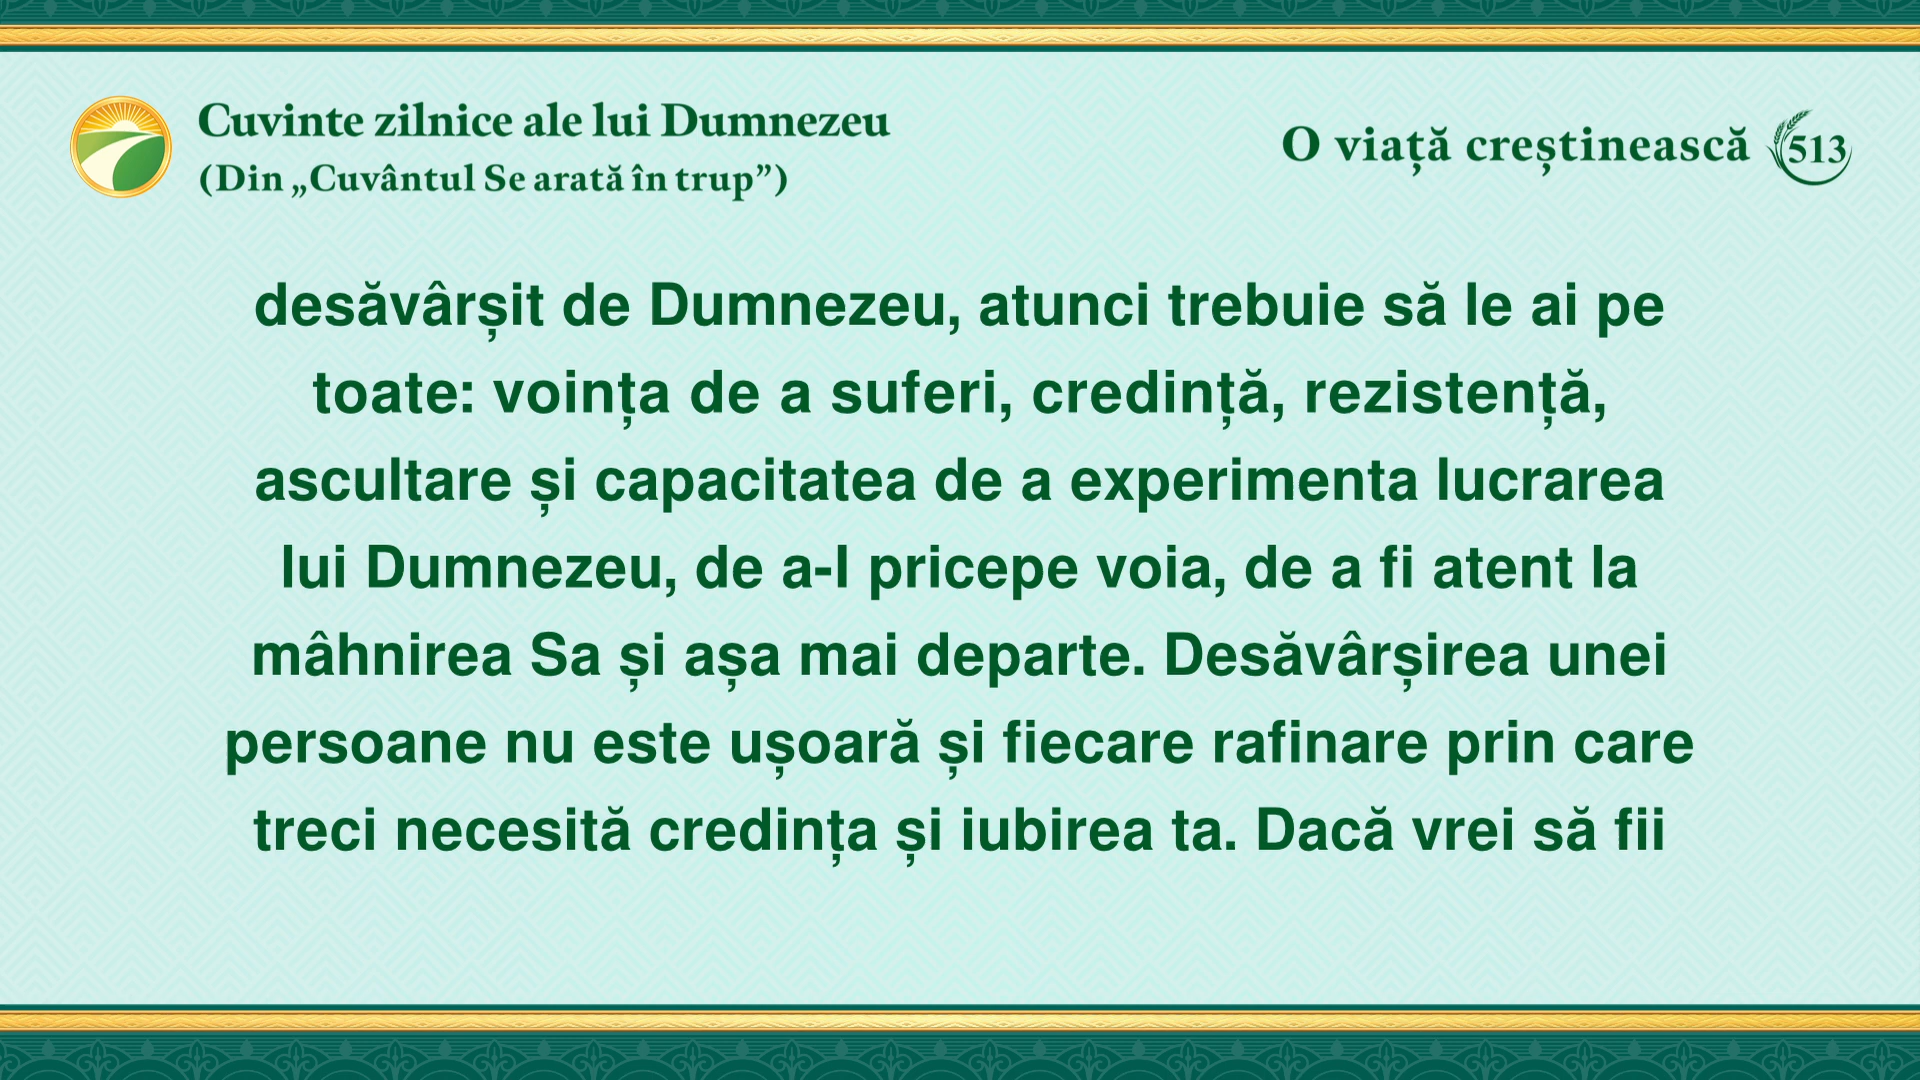 Cuvinte zilnice ale lui Dumnezeu
(Din „Cuvântul Se arată în trup”)
O viață creștinească 513
desăvârșit de Dumnezeu, atunci trebuie să le ai pe
toate: voința de a suferi, credință, rezistență,
ascultare și capacitatea de a experimenta lucrarea
lui Dumnezeu, de a-I pricepe voia, de a fi atent la
mâhnirea Sa și așa mai departe. Desăvârșirea unei
persoane nu este ușoară și fiecare rafinare prin care
treci necesită credința și iubirea ta. Dacă vrei să fii